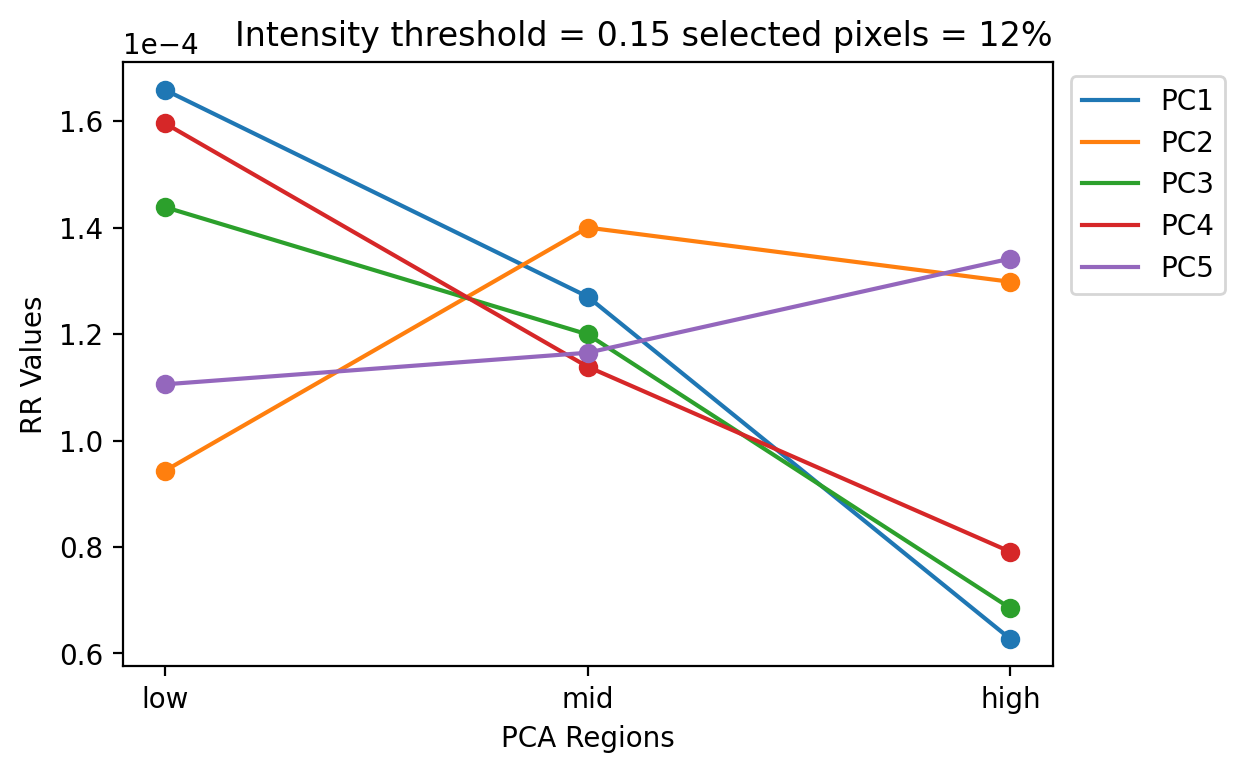 Intensity threshold = 0.15 selected pixels = 12%
1e−4
1.6
1.4
1.2
1.0
0.8
0.6
RR Values
low
mid
high
PCA Regions
PC1
PC2
PC3
PC4
PC5